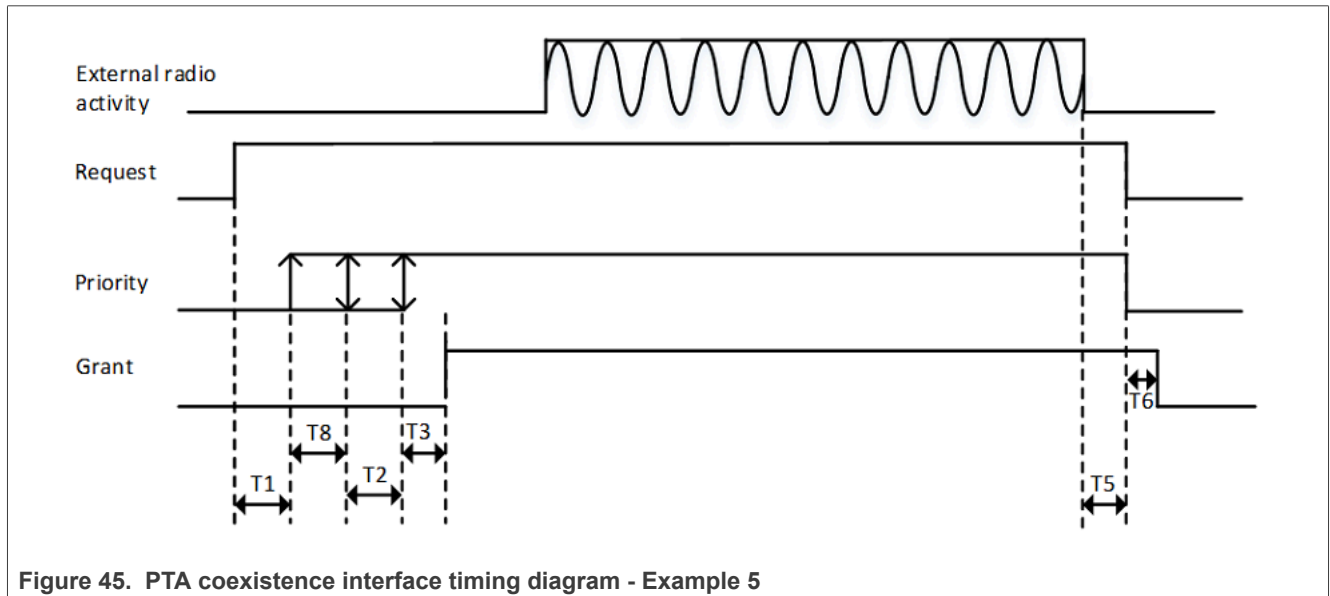 External radio
activity
Request
Priority
Grant
T8
T3
T6
T2
T1
T5
Figure 45. PTA coexistence interface timing diagram - Example 5